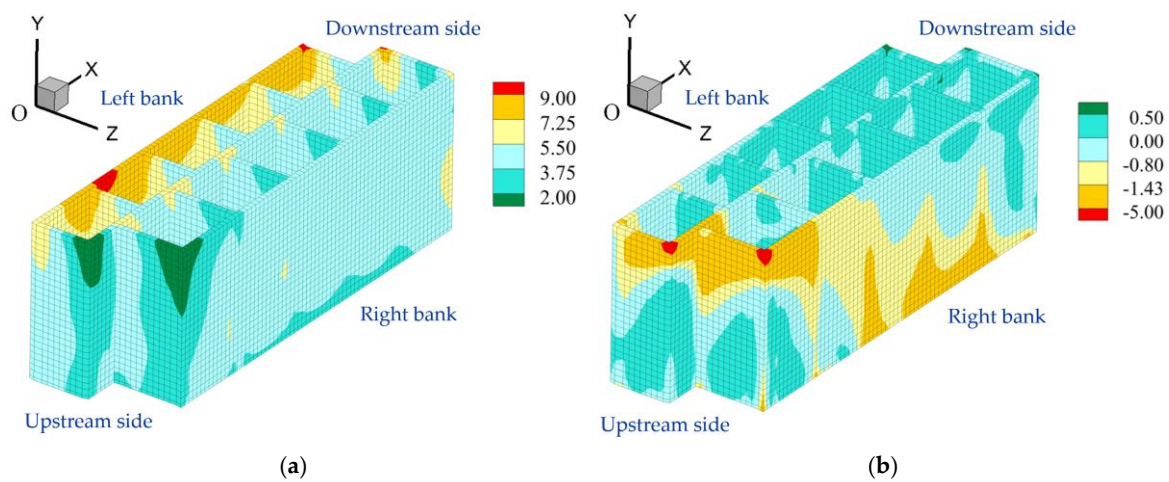 Y
X
O
Z
Left bank
Downstream side
9.00
7.25
5.50
3.75
2.00
Right bank
Upstream side
(a)
Y
X
O
Z
Left bank
Downstream side
0.50
0.00
-0.80
-1.43
-5.00
Right bank
Upstream side
(b)